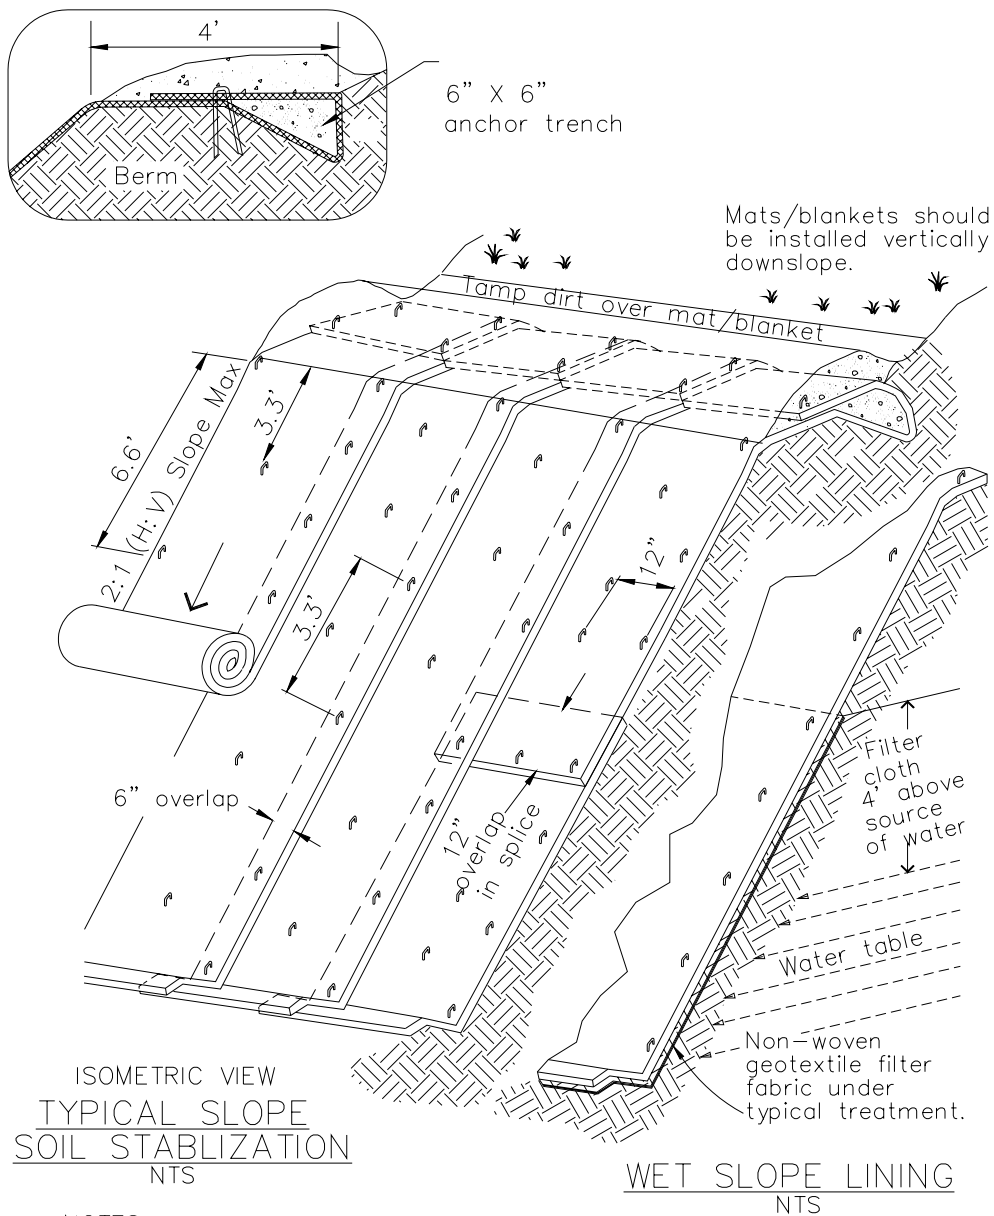 4'
6" X 6"
anchor trench
Berm
Mats/blankets should
be installed vertically
downslope.
Tamp dirt over mat/blanket
6.6'
2:1 (H:V) Slope Max
3.3'
12"
3.3'
Filter
cloth
4' above
source
of water
6" overlap
12"
overlap
in splice
Water table
Non-woven
geotextile filter
fabric under
typical treatment.
ISOMETRIC VIEW
TYPICAL SLOPE
SOIL STABLIZATION
NTS
WET SLOPE LINING
NTS